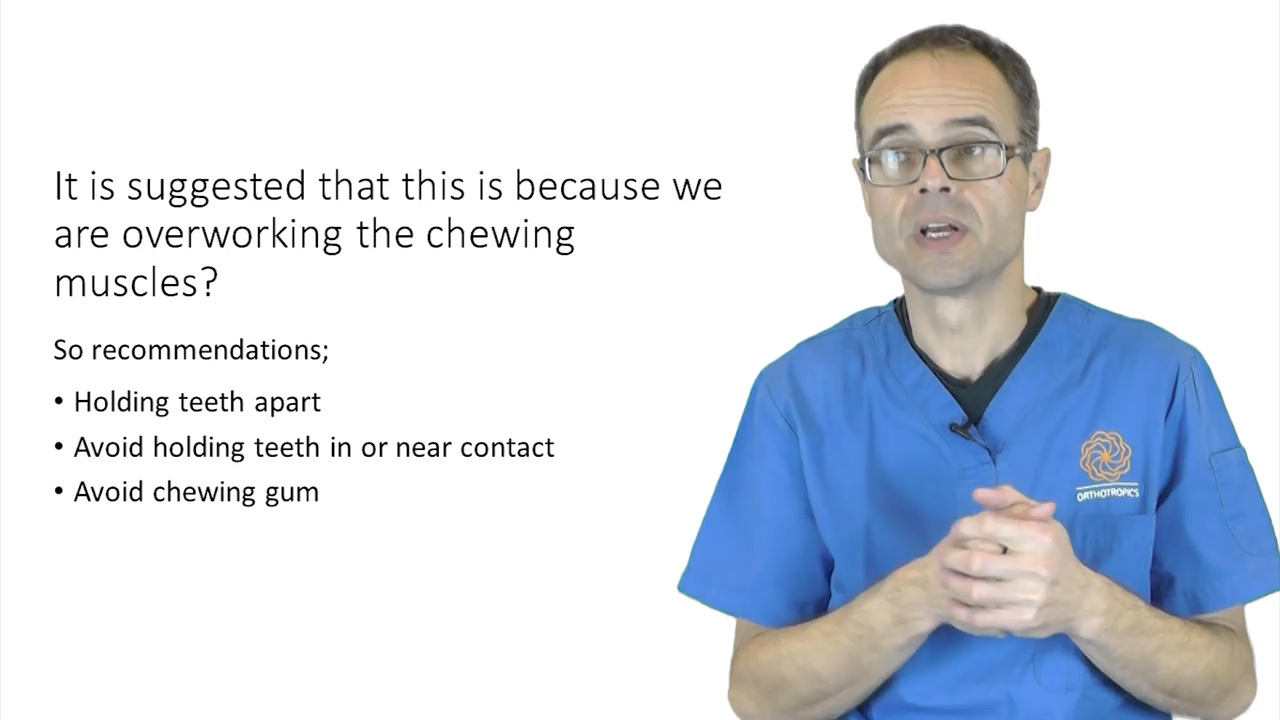 It is suggested that this is because we
are overworking the chewing
muscles?
So recommendations;
• Holding teeth apart
• Avoid holding teeth in or near contact
• Avoid chewing gum
ORTHOTROPICS